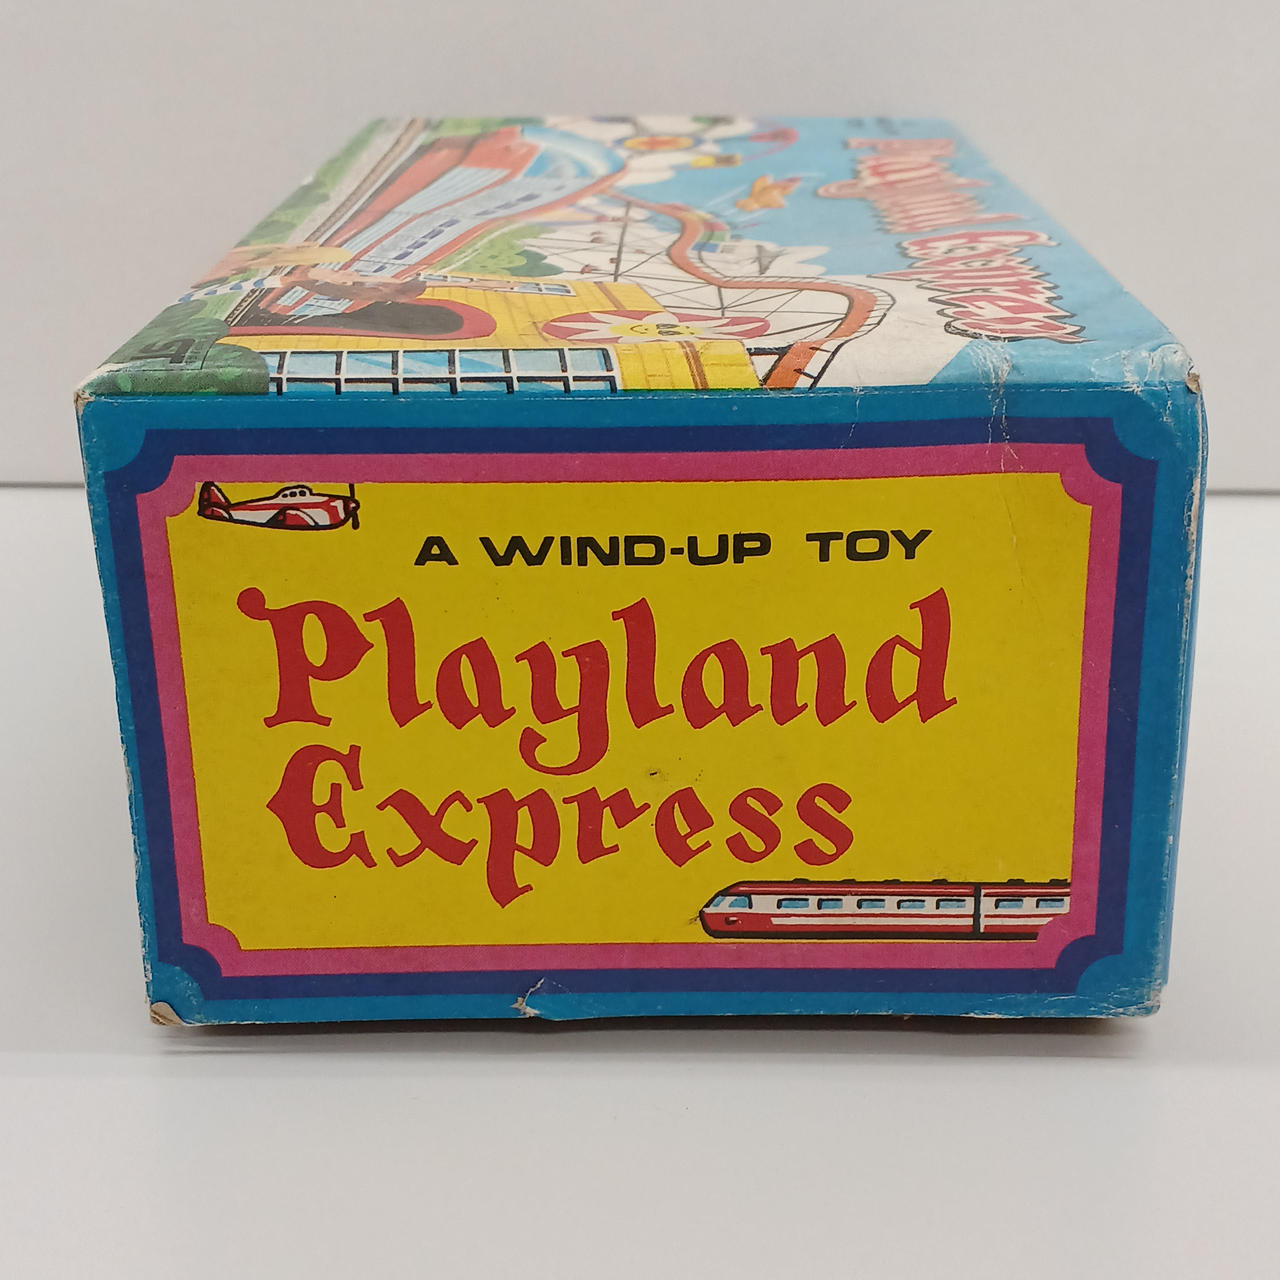 Playland Express
A WIND-UP TOY
Playland
Express